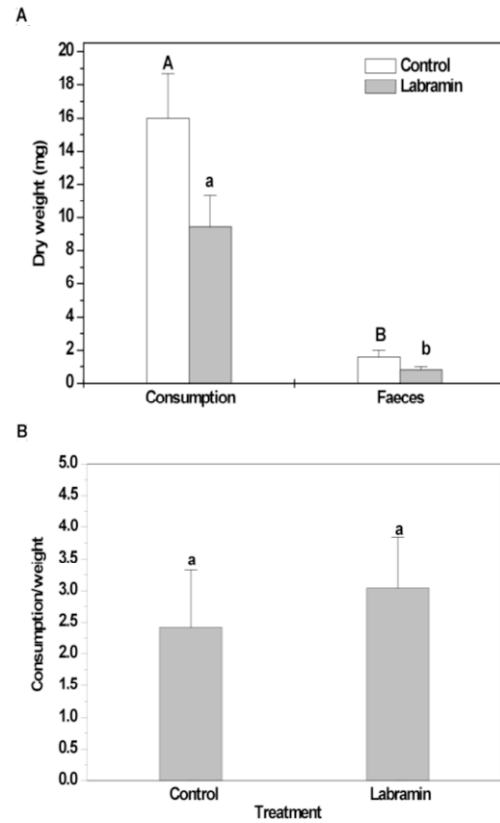 A
20
18
16
14
12
10
8
6
4
2
0
Dry weight (mg)
A
a
B
b
Control
Labramin
Consumption
Faeces
B
5.0
4.5
4.0
3.5
3.0
2.5
2.0
1.5
1.0
0.5
0.0
Consumption/weight
a
a
Control
Labramin
Treatment